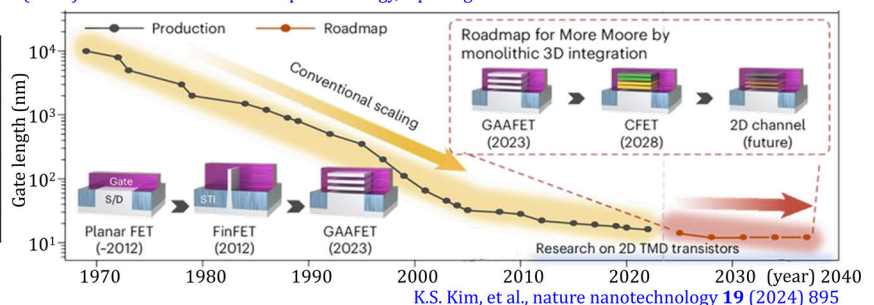 Production
Roadmap
Roadmap for More Moore by
monolithic 3D integration
GAAFET
(2023)
CFET
(2028)
2D channel
(future)
Conventional scaling
Gate length (nm)
10⁴
10³
10²
10¹
Gate
S/D
STI
Planar FET
(~2012)
FinFET
(2012)
GAAFET
(2023)
Research on 2D TMD transistors
1970
1980
1990
2000
2010
2020
2030
(year)
2040
K.S. Kim, et al., nature nanotechnology 19 (2024) 895